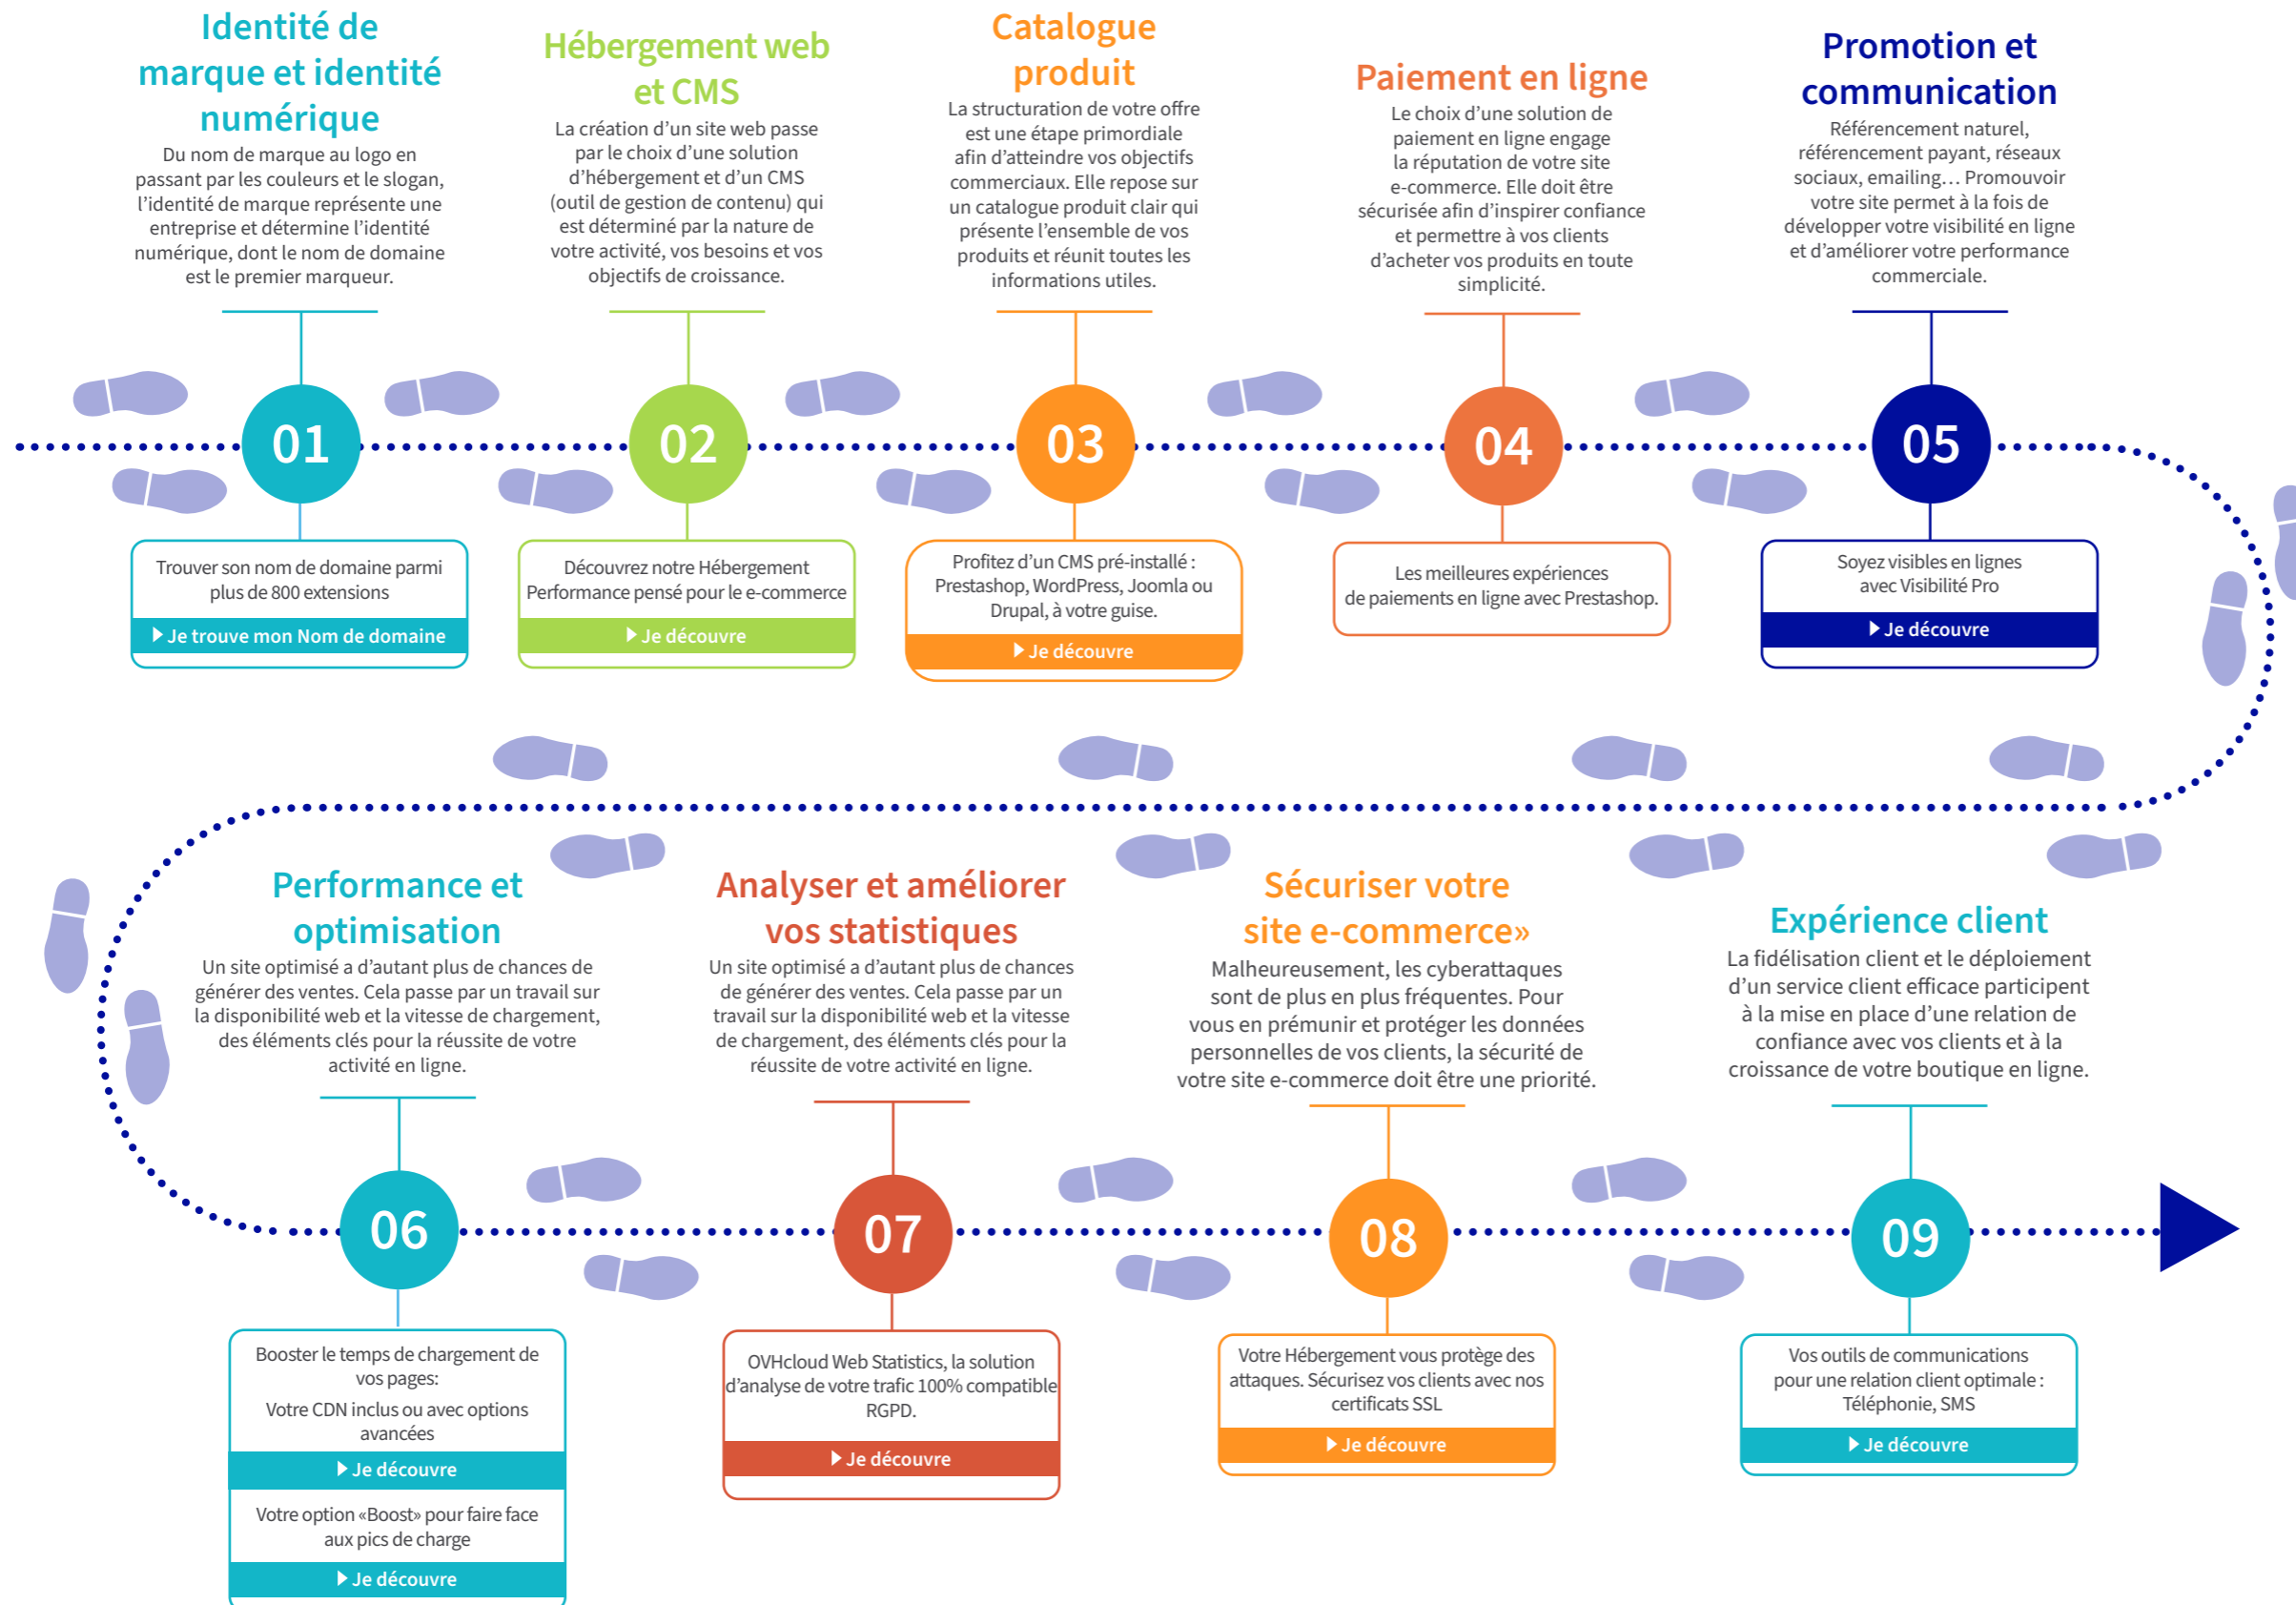 Identité de
marque et identité
numérique
Du nom de marque au logo en
passant par les couleurs et le slogan,
l’identité de marque représente une
entreprise et détermine l’identité
numérique, dont le nom de domaine
est le premier marqueur.
01
Trouver son nom de domaine parmi
plus de 800 extensions
Je trouve mon Nom de domaine
Hébergement web
et CMS
La création d’un site web passe
par le choix d’une solution
d’hébergement et d’un CMS
(outil de gestion de contenu) qui
est déterminé par la nature de
votre activité, vos besoins et vos
objectifs de croissance.
02
Découvrez notre Hébergement
Performance pensé pour le e-commerce
Je découvre
Catalogue
produit
La structuration de votre offre
est une étape primordiale
afin d’atteindre vos objectifs
commerciaux. Elle repose sur
un catalogue produit clair qui
présente l’ensemble de vos
produits et réunit toutes les
informations utiles.
03
Profitez d’un CMS pré-installé :
Prestashop, WordPress, Joomla ou
Drupal, à votre guise.
Je découvre
Paiement en ligne
Le choix d’une solution de
paiement en ligne engage
la réputation de votre site
e-commerce. Elle doit être
sécurisée afin d’inspirer confiance
et permettre à vos clients
d’acheter vos produits en toute
simplicité.
04
Les meilleures expériences
de paiements en ligne avec Prestashop.
Promotion et
communication
Référencement naturel,
référencement payant, réseaux
sociaux, emailing… Promouvoir
votre site permet à la fois de
développer votre visibilité en ligne
et d’améliorer votre performance
commerciale.
05
Soyez visibles en lignes
avec Visibilité Pro
Je découvre
Performance et
optimisation
Un site optimisé a d’autant plus de chances de
générer des ventes. Cela passe par un travail sur
la disponibilité web et la vitesse de chargement,
des éléments clés pour la réussite de votre
activité en ligne.
06
Booster le temps de chargement de
vos pages:
Votre CDN inclus ou avec options
avancées
Je découvre
Votre option «Boost» pour faire face
aux pics de charge
Je découvre
Analyser et améliorer
vos statistiques
Un site optimisé a d’autant plus de chances
de générer des ventes. Cela passe par un
travail sur la disponibilité web et la vitesse
de chargement, des éléments clés pour la
réussite de votre activité en ligne.
07
OVHcloud Web Statistics, la solution
d’analyse de votre trafic 100% compatible
RGPD.
Je découvre
Sécuriser votre
site e-commerce»
Malheureusement, les cyberattaques
sont de plus en plus fréquentes. Pour
vous en prémunir et protéger les données
personnelles de vos clients, la sécurité de
votre site e-commerce doit être une priorité.
08
Votre Hébergement vous protège des
attaques. Sécurisez vos clients avec nos
certificats SSL
Je découvre
Expérience client
La fidélisation client et le déploiement
d’un service client efficace participent
à la mise en place d’une relation de
confiance avec vos clients et à la
croissance de votre boutique en ligne.
09
Vos outils de communications
pour une relation client optimale :
Téléphonie, SMS
Je découvre